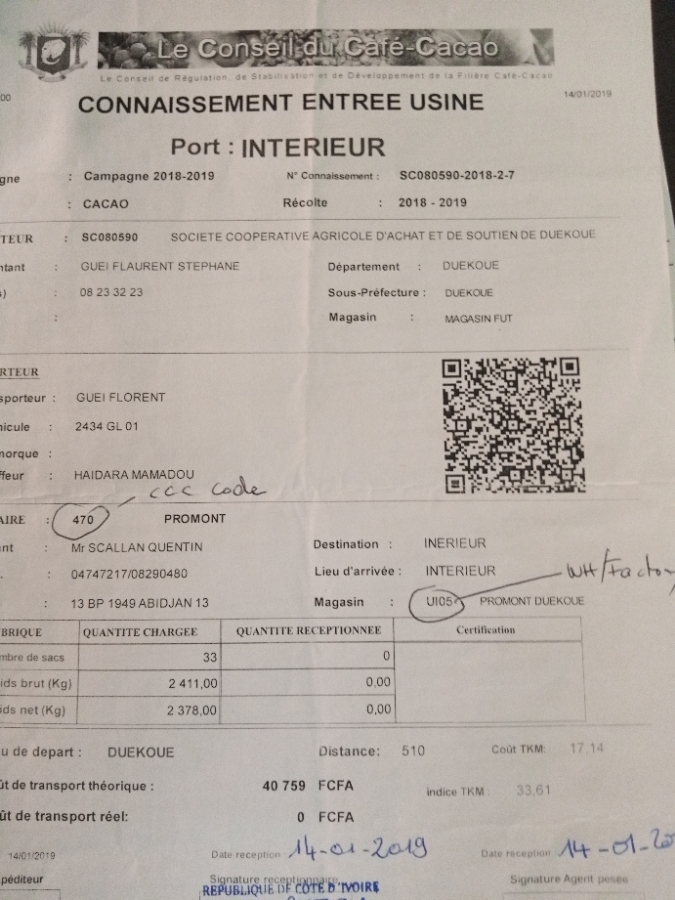 Le Conseil du Café-Cacao
Le Conseil de Régulation, de Stabilisation et de Développement de la Filière Café-Cacao
00
14/01/2019
CONNAISSEMENT ENTREE USINE
Port : INTERIEUR
gne : Campagne 2018-2019 N° Connaissement : SC080590-2018-2-7
: CACAO Récolte : 2018 - 2019
TEUR : SC080590 SOCIETE COOPERATIVE AGRICOLE D'ACHAT ET DE SOUTIEN DE DUEKOUE
ntant : GUEI FLAURENT STEPHANE Département : DUEKOUE
) : 08 23 32 23 Sous-Préfecture : DUEKOUE
: Magasin : MAGASIN FUT
RTEUR
sporteur : GUEI FLORENT
icule : 2434 GL 01
morque :
ffeur : HAIDARA MAMADOU
ccc code
AIRE : 470 PROMONT
nt : Mr SCALLAN QUENTIN Destination : INERIEUR
. : 04747217/08290480 Lieu d'arrivée : INTERIEUR
WH/Factory
: 13 BP 1949 ABIDJAN 13 Magasin : UI05 PROMONT DUEKOUE
BRIQUE QUANTITE CHARGEE QUANTITE RECEPTIONNEE Certification
mbre de sacs 33 0
ids brut (Kg) 2 411,00 0,00
ids net (Kg) 2 378,00 0,00
u de depart : DUEKOUE Distance: 510 Coût TKM: 17,14
ût de transport théorique : 40 759 FCFA indice TKM : 33,61
ût de transport réel: 0 FCFA
14/01/2019 Date reception 14-01-2019 Date reception 14-01-20
péditeur Signature receptionnaire Signature Agent pesée
REPUBLIQUE DE COTE D'IVOIRE